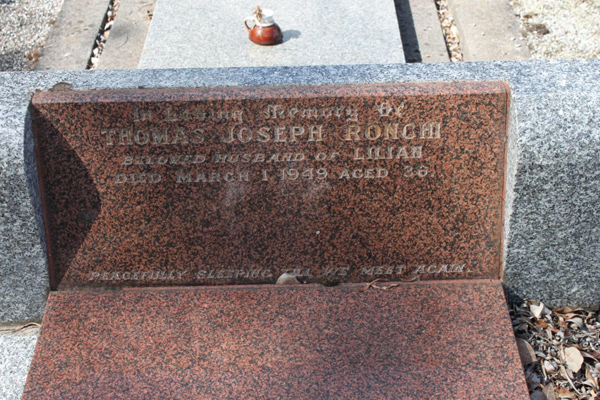 In Loving Memory Of
THOMAS JOSEPH RONCHI
BELOVED HUSBAND OF LILIAN
DIED MARCH 1 1949 AGED 36.
PEACEFULLY SLEEPING TILL WE MEET AGAIN.